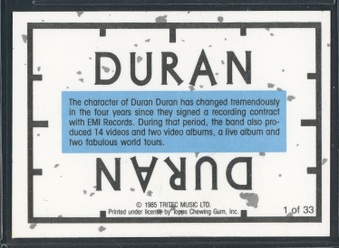 DURAN
The character of Duran Duran has changed tremendously
in the four years since they signed a recording contract
with EMI Records. During that period, the band also pro-
duced 14 videos and two video albums, a live album and
two fabulous world tours.
DURAN
© 1985 TRITEC MUSIC LTD.
Printed under license by Topps Chewing Gum, Inc.
1 of 33